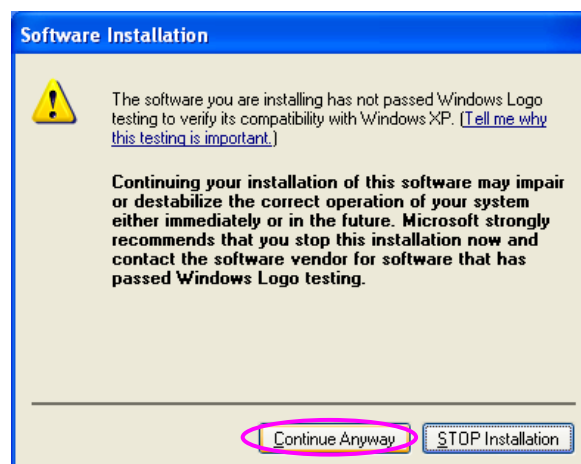 Software Installation
The software you are installing has not passed Windows Logo
testing to verify its compatibility with Windows XP. (Tell me why
this testing is important.)
Continuing your installation of this software may impair
or destabilize the correct operation of your system
either immediately or in the future. Microsoft strongly
recommends that you stop this installation now and
contact the software vendor for software that has
passed Windows Logo testing.
Continue Anyway STOP Installation